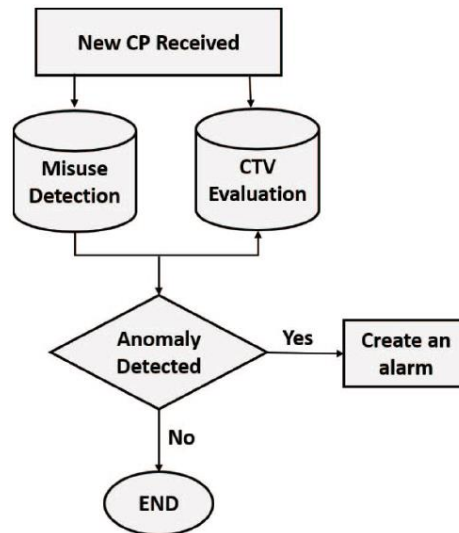 New CP Received
Misuse
Detection
CTV
Evaluation
Anomaly
Detected
Yes
Create an
alarm
No
END